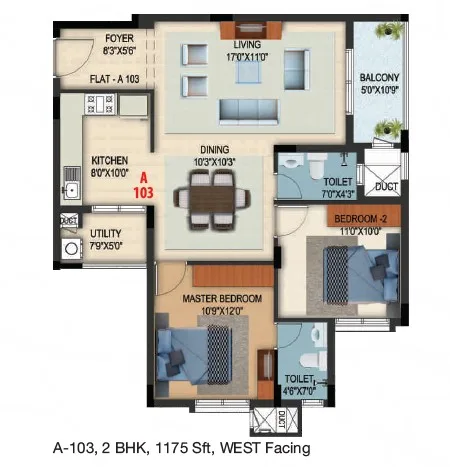 FOYER
8'3"X5'6"
FLAT - A 103
LIVING
17'0"X11'0"
BALCONY
5'0"X10'9"
KITCHEN
8'0"X10'0"
A
103
DINING
10'3"X10'3"
TOILET
7'0"X4'3"
DUCT
DUCT
UTILITY
7'9"X5'0"
BEDROOM -2
11'0"X10'0"
MASTER BEDROOM
10'9"X12'0"
TOILET
4'6"X7'0"
DUCT
A-103, 2 BHK, 1175 Sft, WEST Facing